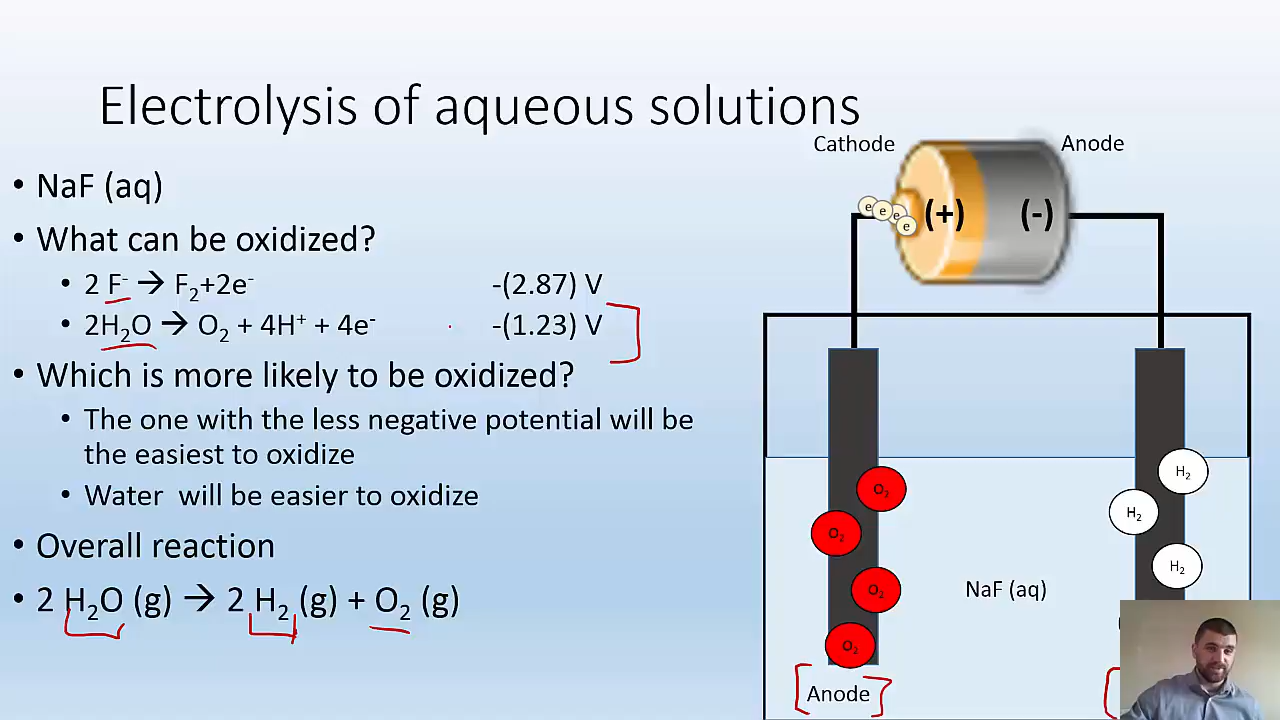 Electrolysis of aqueous solutions
• NaF (aq)
• What can be oxidized?
• 2 F⁻ → F₂+2e⁻ -(2.87) V
• 2H₂O → O₂ + 4H⁺ + 4e⁻ -(1.23) V
• Which is more likely to be oxidized?
• The one with the less negative potential will be
the easiest to oxidize
• Water will be easier to oxidize
• Overall reaction
• 2 H₂O (g) → 2 H₂ (g) + O₂ (g)
Cathode
Anode
e
e
e
e
(+)
(-)
O₂
O₂
O₂
O₂
H₂
H₂
H₂
NaF (aq)
Anode